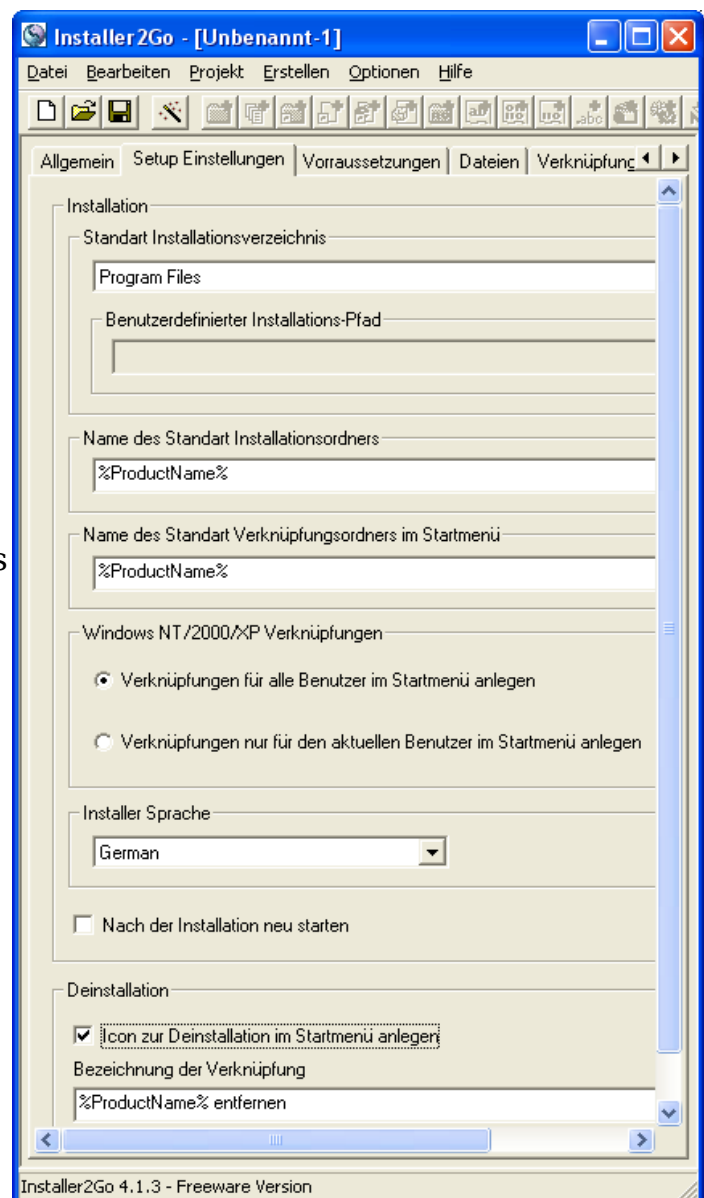 Installer2Go - [Unbenannt-1]
Datei Bearbeiten Projekt Erstellen Optionen Hilfe
Allgemein Setup Einstellungen Vorraussetzungen Dateien Verknüpfung
Installation
Standart Installationsverzeichnis
Program Files
Benutzerdefinierter Installations-Pfad
Name des Standart Installationsordners
%ProductName%
Name des Standart Verknüpfungsordners im Startmenü
s
%ProductName%
Windows NT/2000/XP Verknüpfungen
Verknüpfungen für alle Benutzer im Startmenü anlegen
Verknüpfungen nur für den aktuellen Benutzer im Startmenü anlegen
Installer Sprache
German
Nach der Installation neu starten
Deinstallation
Icon zur Deinstallation im Startmenü anlegen
Bezeichnung der Verknüpfung
%ProductName% entfernen
Installer2Go 4.1.3 - Freeware Version